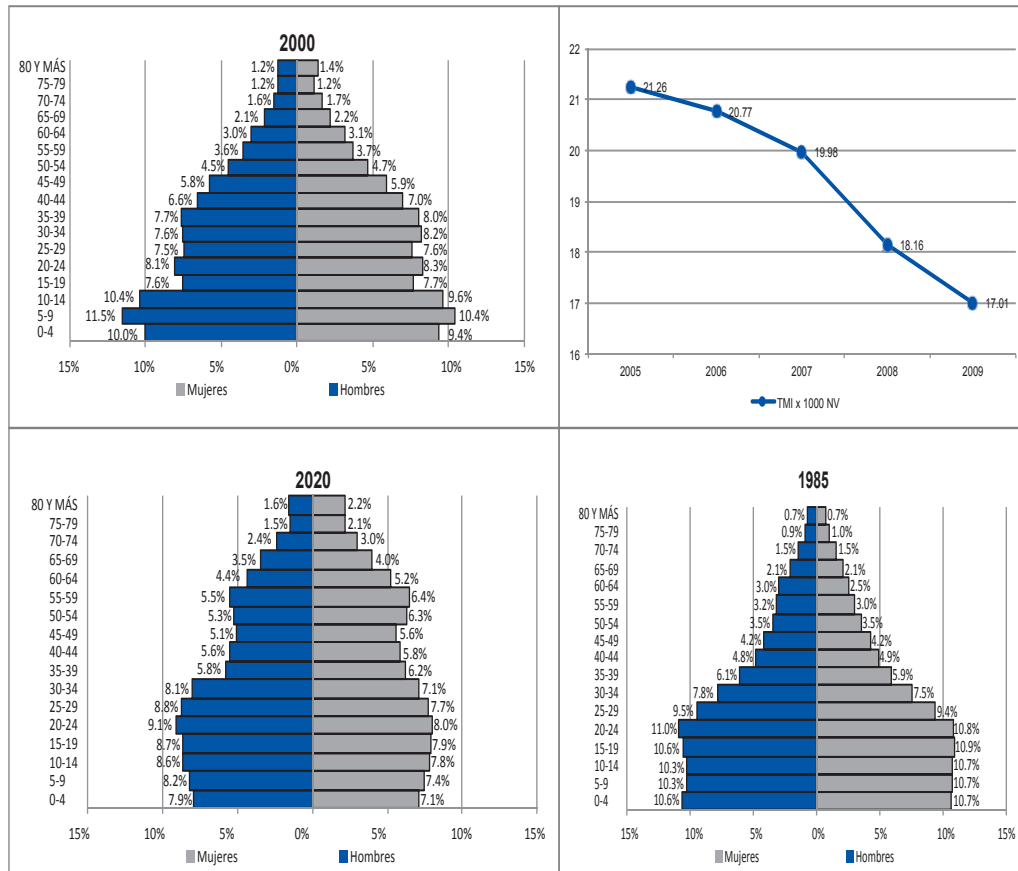 2000
80 Y MÁS 1.2% 1.4%
75-79 1.2% 1.2%
70-74 1.6% 1.7%
65-69 2.1% 2.2%
60-64 3.0% 3.1%
55-59 3.6% 3.7%
50-54 4.5% 4.7%
45-49 5.8% 5.9%
40-44 6.6% 7.0%
35-39 7.7% 8.0%
30-34 7.6% 8.2%
25-29 7.5% 7.6%
20-24 8.1% 8.3%
15-19 7.6% 7.7%
10-14 10.4% 9.6%
5-9 11.5% 10.4%
0-4 10.0% 9.4%
15% 10% 5% 0% 5% 10% 15%
Mujeres Hombres
22
21
20
19
18
17
16
21.26
20.77
19.98
18.16
17.01
2005 2006 2007 2008 2009
TMI x 1000 NV
2020
80 Y MÁS 1.6% 2.2%
75-79 1.5% 2.1%
70-74 2.4% 3.0%
65-69 3.5% 4.0%
60-64 4.4% 5.2%
55-59 5.5% 6.4%
50-54 5.3% 6.3%
45-49 5.1% 5.6%
40-44 5.6% 5.8%
35-39 5.8% 6.2%
30-34 8.1% 7.1%
25-29 8.8% 7.7%
20-24 9.1% 8.0%
15-19 8.7% 7.9%
10-14 8.6% 7.8%
5-9 8.2% 7.4%
0-4 7.9% 7.1%
15% 10% 5% 0% 5% 10% 15%
Mujeres Hombres
1985
80 Y MÁS 0.7% 0.7%
75-79 0.9% 1.0%
70-74 1.5% 1.5%
65-69 2.1% 2.1%
60-64 3.0% 2.5%
55-59 3.2% 3.0%
50-54 3.5% 3.5%
45-49 4.2% 4.2%
40-44 4.8% 4.9%
35-39 6.1% 5.9%
30-34 7.8% 7.5%
25-29 9.5% 9.4%
20-24 11.0% 10.8%
15-19 10.6% 10.9%
10-14 10.3% 10.7%
5-9 10.3% 10.7%
0-4 10.6% 10.7%
15% 10% 5% 0% 5% 10% 15%
Mujeres Hombres